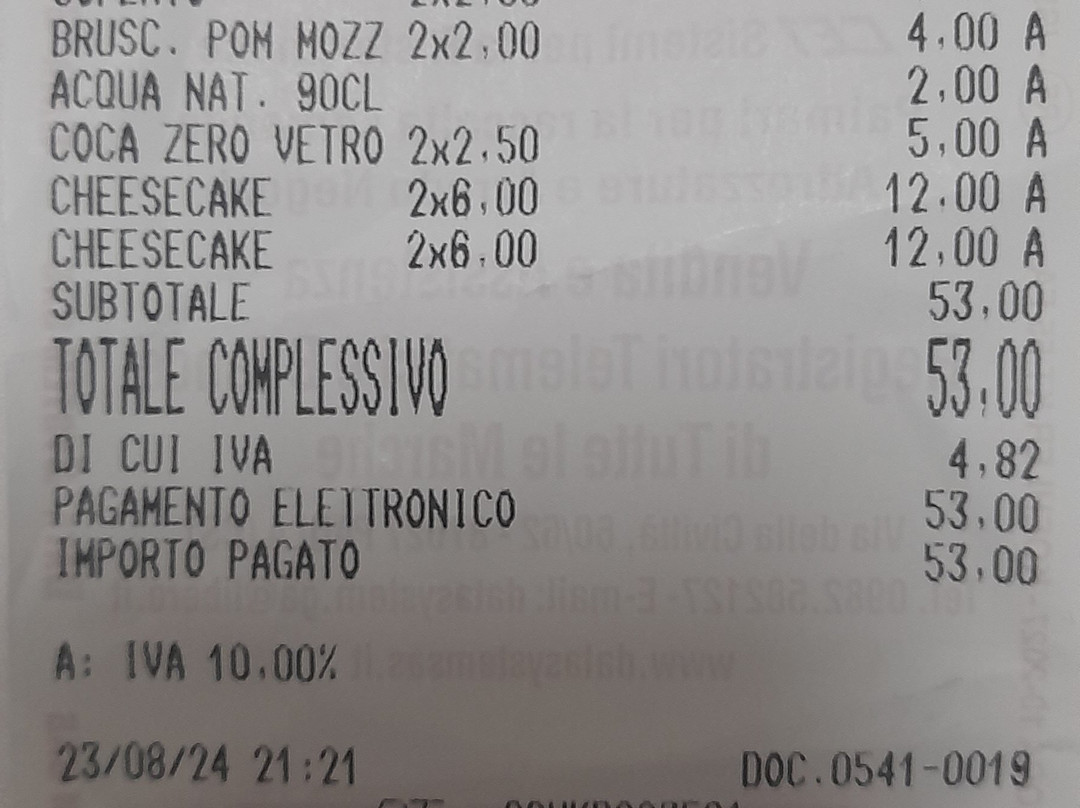 BRUSC. POM MOZZ 2x2,00 4,00 A
ACQUA NAT. 90CL 2,00 A
COCA ZERO VETRO 2x2,50 5,00 A
CHEESECAKE 2x6,00 12,00 A
CHEESECAKE 2x6,00 12,00 A
SUBTOTALE 53,00
TOTALE COMPLESSIVO 53,00
DI CUI IVA 4,82
PAGAMENTO ELETTRONICO 53,00
IMPORTO PAGATO 53,00
A: IVA 10,00%
23/08/24 21:21 DOC.0541-0019